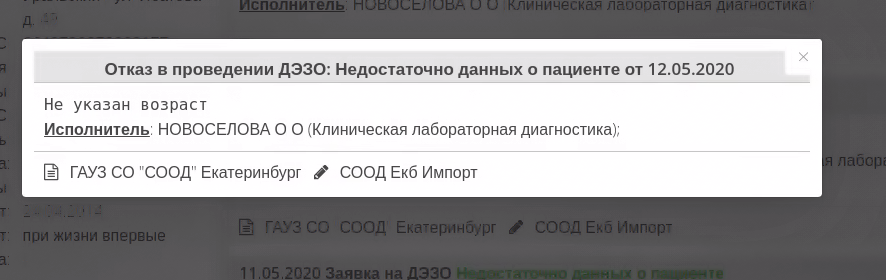 Исполнитель: НОВОСЕЛОВА О О (Клиническая лабораторная диагностика);
д.
Отказ в проведении ДЭЗО: Недостаточно данных о пациенте от 12.05.2020
Не указан возраст
Исполнитель: НОВОСЕЛОВА О О (Клиническая лабораторная диагностика);
ГАУЗ СО "СООД" Екатеринбург СООД Екб Импорт
ГАУЗ СО "СООД" Екатеринбург СООД Екб Импорт
при жизни впервые
11.05.2020 Заявка на ДЭЗО Недостаточно данных о пациенте